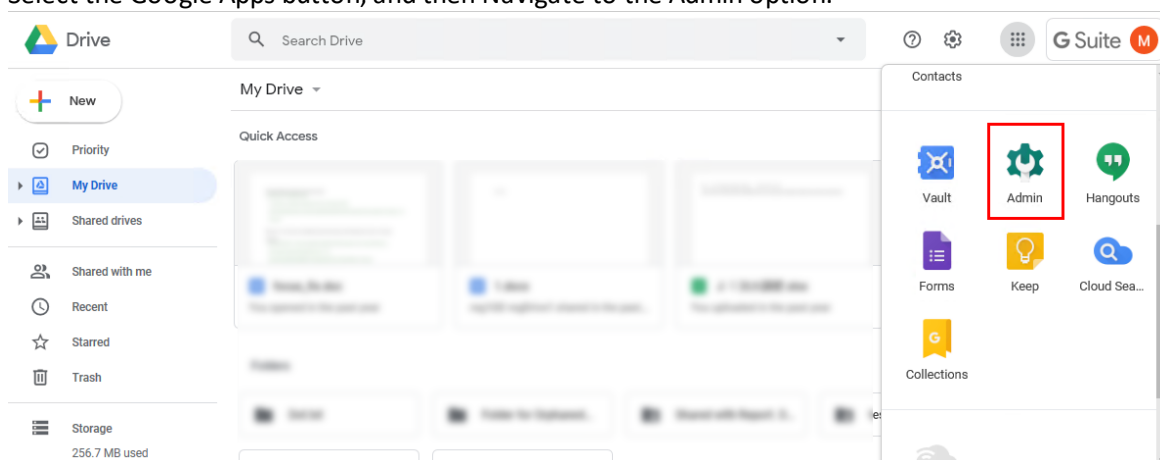 Select the Google Apps button, and then Navigate to the Admin option.
Drive
Search Drive
G Suite M
New
My Drive
Contacts
Quick Access
Priority
My Drive
Shared drives
Vault
Admin
Hangouts
Shared with me
Recent
Starred
Trash
Forms
Keep
Cloud Sea...
G
Collections
Storage
256.7 MB used